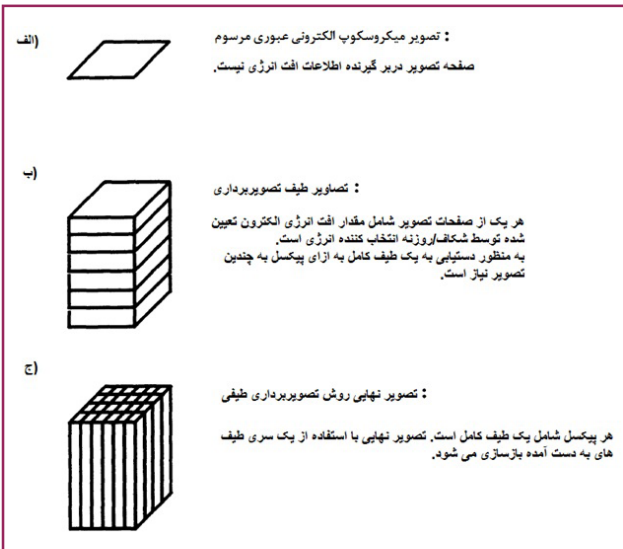 الف)
: تصویر میکروسکوپ الکترونی عبوری مرسوم
صفحه تصویر دربر گیرنده اطلاعات افت انرژی نیست.
ب)
: تصاویر طیف تصویربرداری
هر یک از صفحات تصویر شامل مقدار افت انرژی الکترون تعیین
شده توسط شکاف/روزنه انتخاب کننده انرژی است.
به منظور دستیابی به یک طیف کامل به ازای پیکسل به چندین
تصویر نیاز است.
ج)
: تصویر نهایی روش تصویربرداری طیفی
هر پیکسل شامل یک طیف کامل است. تصویر نهایی با استفاده از یک سری طیف
های به دست آمده بازسازی می شود.